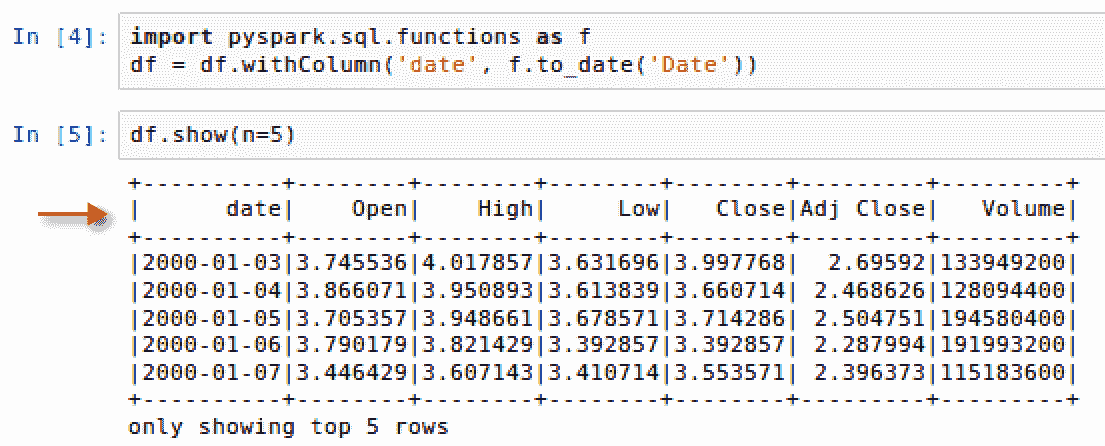 In [4]: import pyspark.sql.functions as f
df = df.withColumn('date', f.to_date('Date'))
In [5]: df.show(n=5)
+----------+--------+--------+--------+--------+---------+---------+
|      date|    Open|    High|     Low|   Close|Adj Close|   Volume|
+----------+--------+--------+--------+--------+---------+---------+
|2000-01-03|3.745536|4.017857|3.631696|3.997768|  2.69592|133949200|
|2000-01-04|3.866071|3.950893|3.613839|3.660714| 2.468626|128094400|
|2000-01-05|3.705357|3.948661|3.678571|3.714286| 2.504751|194580400|
|2000-01-06|3.790179|3.821429|3.392857|3.392857| 2.287994|191993200|
|2000-01-07|3.446429|3.607143|3.410714|3.553571| 2.396373|115183600|
+----------+--------+--------+--------+--------+---------+---------+
only showing top 5 rows